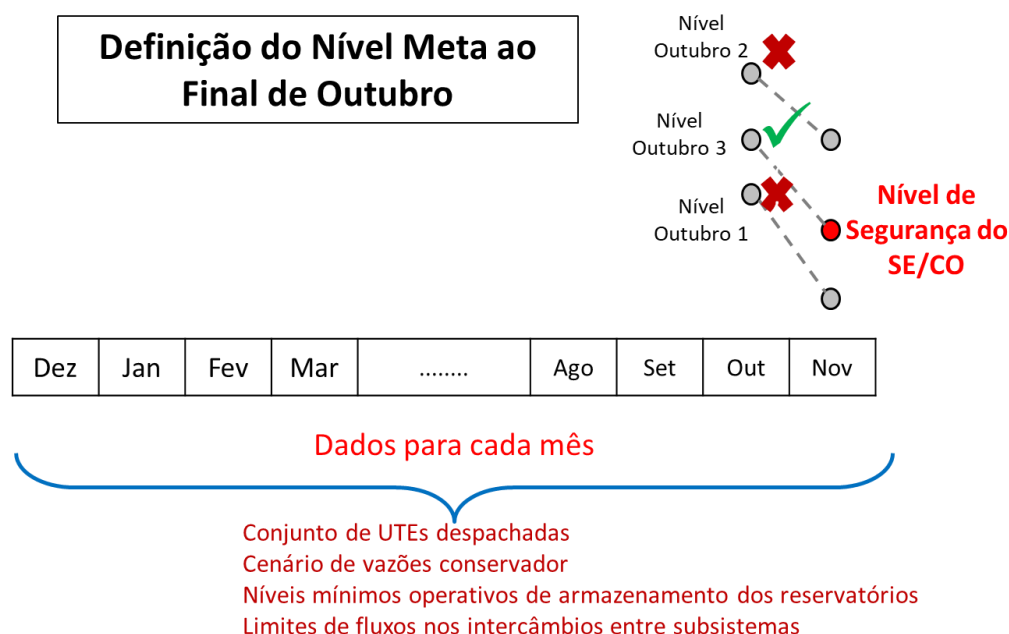 Definição do Nível Meta ao
Final de Outubro
Nível
Outubro 2
Nível
Outubro 3
Nível
Outubro 1
Nível de
Segurança do
SE/CO
Dez Jan Fev Mar ........ Ago Set Out Nov
Dados para cada mês
Conjunto de UTEs despachadas
Cenário de vazões conservador
Níveis mínimos operativos de armazenamento dos reservatórios
Limites de fluxos nos intercâmbios entre subsistemas